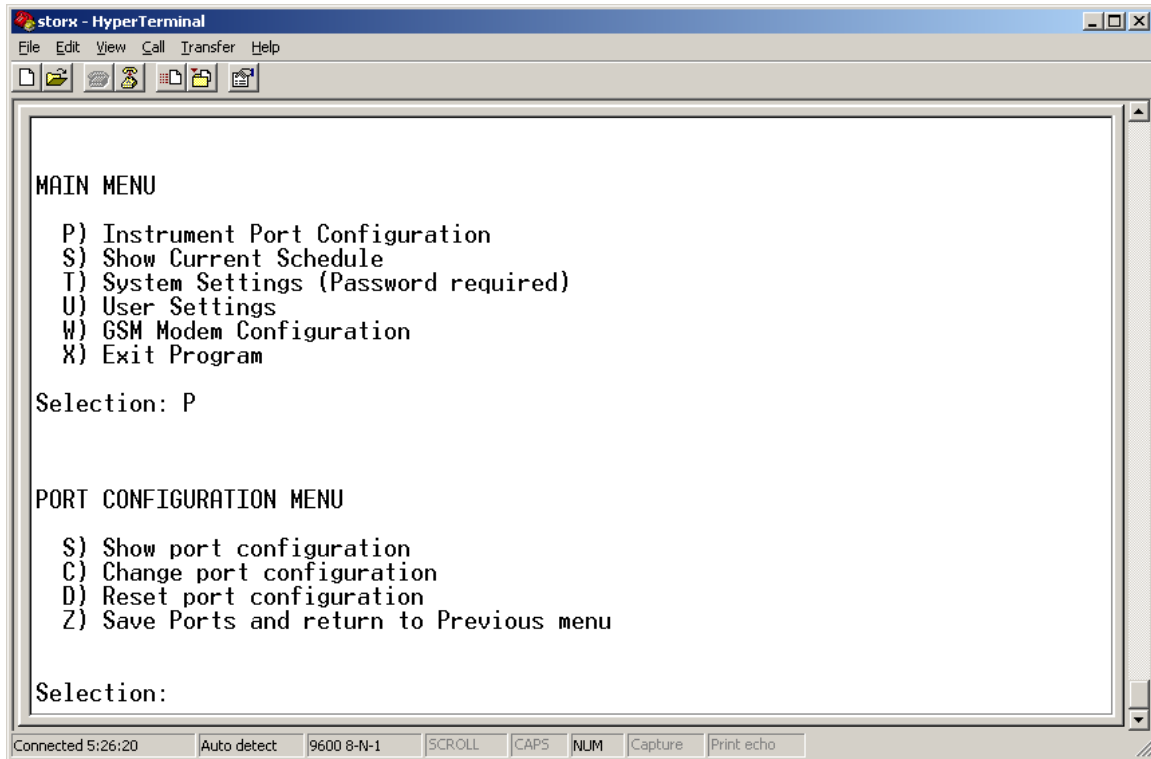 storx - HyperTerminal
File Edit View Call Transfer Help
MAIN MENU
P) Instrument Port Configuration
S) Show Current Schedule
T) System Settings (Password required)
U) User Settings
W) GSM Modem Configuration
X) Exit Program
Selection: P
PORT CONFIGURATION MENU
S) Show port configuration
C) Change port configuration
D) Reset port configuration
Z) Save Ports and return to Previous menu
Selection:
Connected 5:26:20 Auto detect 9600 8-N-1 SCROLL CAPS NUM Capture Print echo